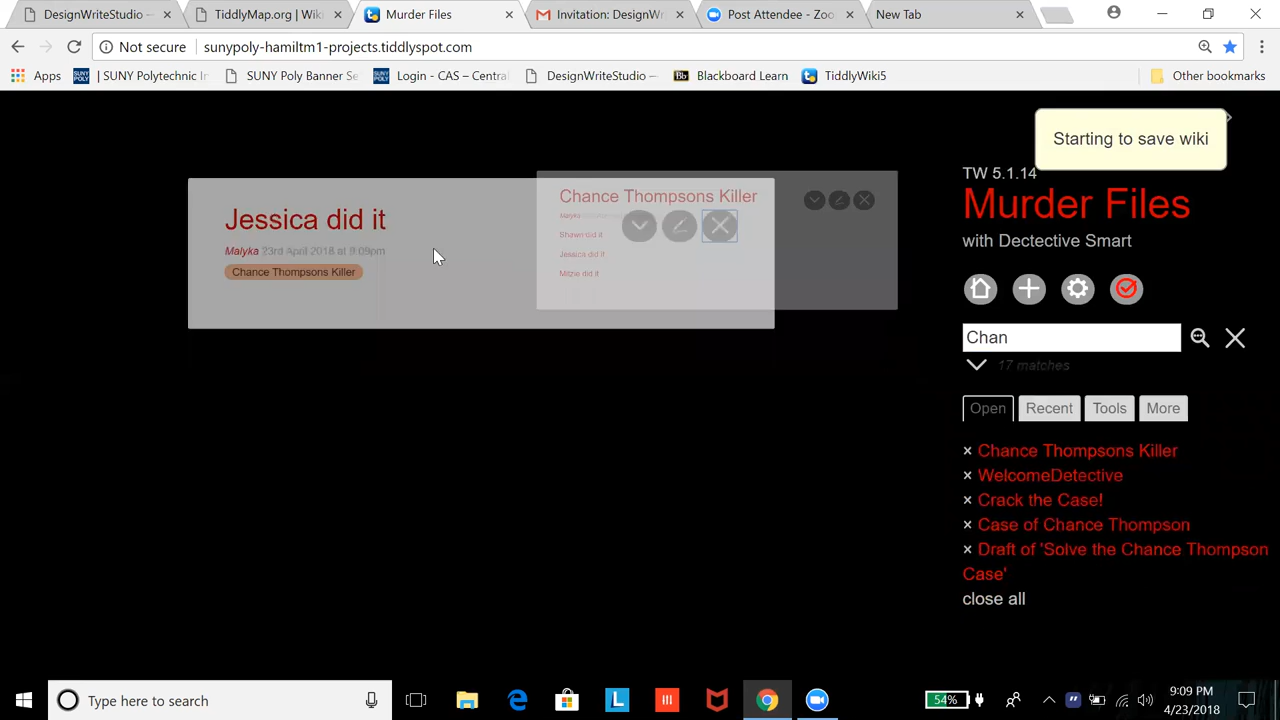 DesignWriteStudio –
TiddlyMap.org | Wiki
Murder Files
Invitation: DesignWr
Post Attendee - Zoo
New Tab
Not secure
sunypoly-hamiltm1-projects.tiddlyspot.com
Apps
| SUNY Polytechnic In
SUNY Poly Banner Se
Login - CAS – Centra
DesignWriteStudio –
Blackboard Learn
TiddlyWiki5
Other bookmarks
Starting to save wiki
Jessica did it
Malyka 23rd April 2018 at 9:09pm
Chance Thompsons Killer
Chance Thompsons Killer
Malyka
Shawn did it
Jessica did it
Mitzie did it
TW 5.1.14
Murder Files
with Dectective Smart
Chan
17 matches
Open
Recent
Tools
More
× Chance Thompsons Killer
× WelcomeDetective
× Crack the Case!
× Case of Chance Thompson
× Draft of 'Solve the Chance Thompson
Case'
close all
Type here to search
54%
9:09 PM
4/23/2018